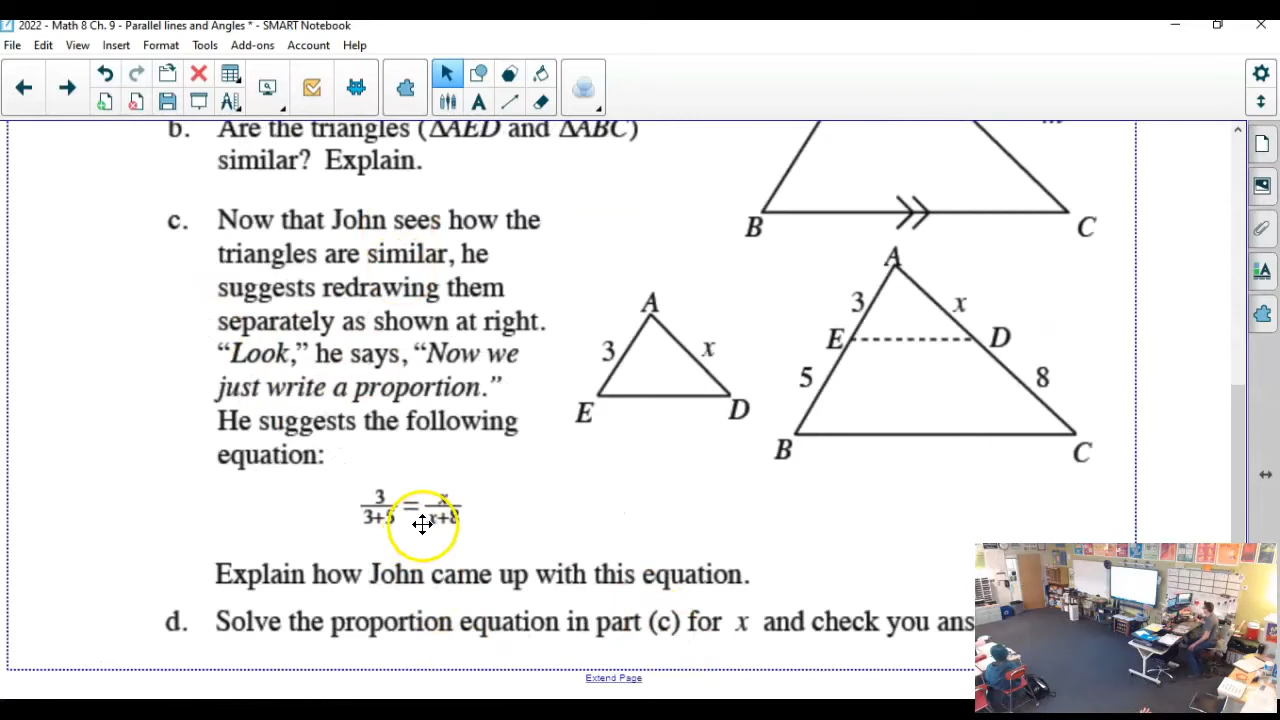 2022 - Math 8 Ch. 9 - Parallel lines and Angles * - SMART Notebook
File Edit View Insert Format Tools Add-ons Account Help
b. Are the triangles (ΔAED and ΔABC)
similar? Explain.
B C
c. Now that John sees how the
triangles are similar, he
suggests redrawing them
separately as shown at right.
“Look,” he says, “Now we
just write a proportion.”
He suggests the following
equation:
A
3 x
E D
A
3 x
E D
5 8
B C
3/3+5 = x/x+8
Explain how John came up with this equation.
d. Solve the proportion equation in part (c) for x and check you ans
Extend Page